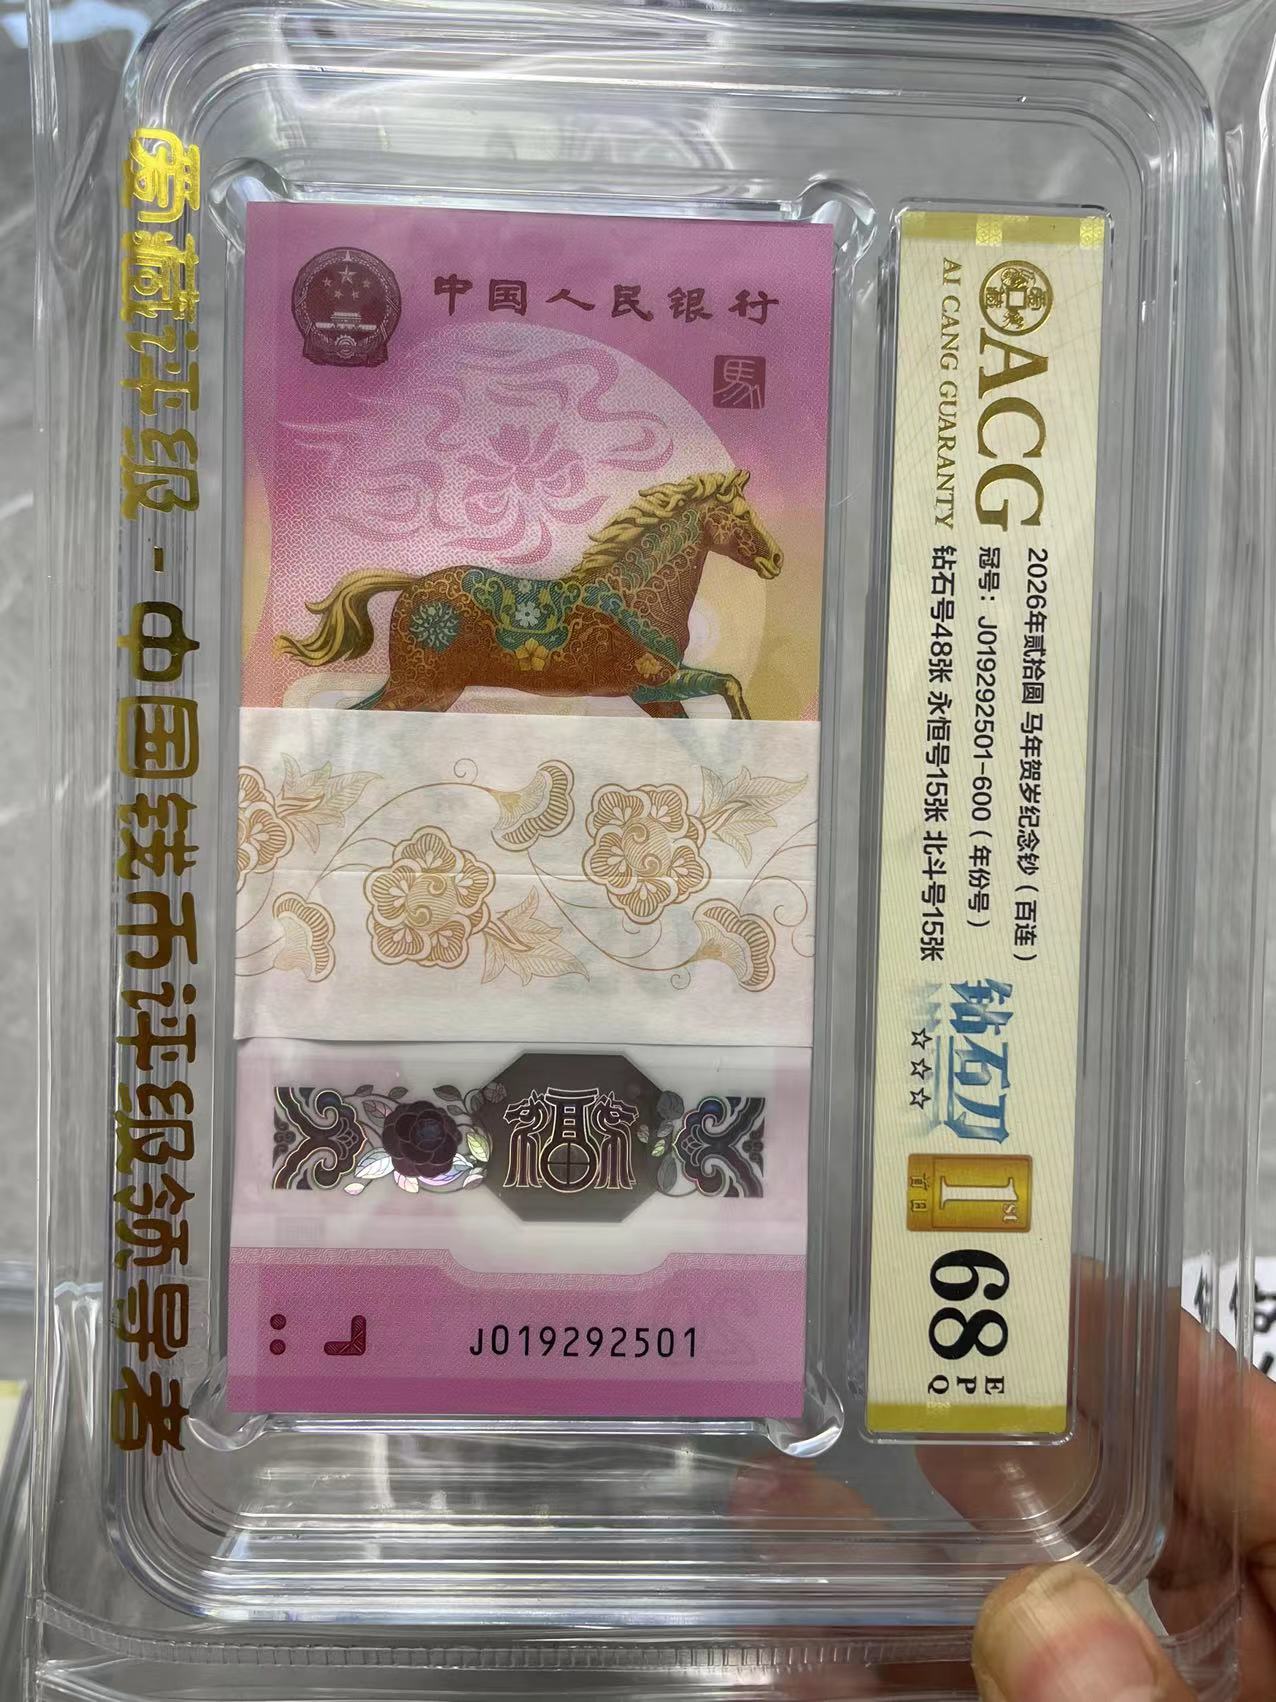 爱藏评级 - 中国钱币评级领导者
中国人民银行
馬
J019292501
ACG
AI CANG GUARANTY
2026年贰拾圆 马年贺岁纪念钞（百连）
冠号：J019292501-600（年份号）
钻石号48张 永恒号15张 北斗号15张
钻石刀
☆☆☆☆
1st
首日
68
E
P
Q